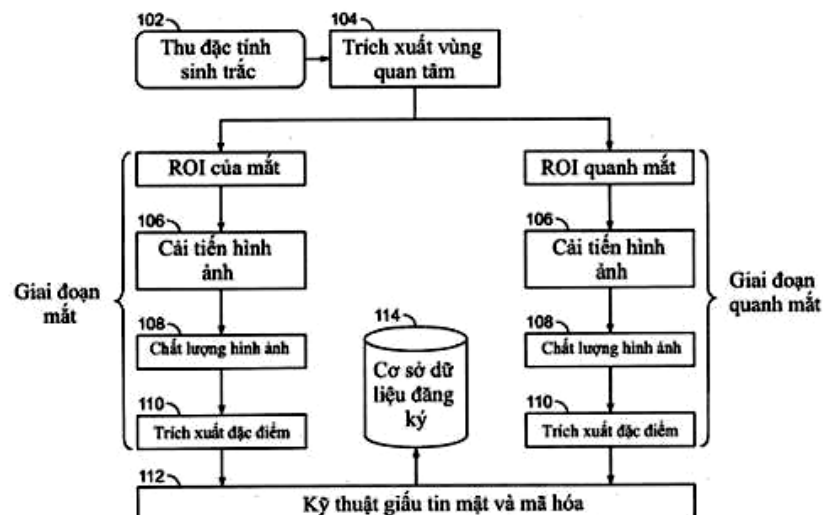 102
Thu đặc tính
sinh trắc
104
Trích xuất vùng
quan tâm
ROI của mắt
106
Cải tiến hình
ảnh
108
Chất lượng hình ảnh
110
Trích xuất đặc điểm
Giai đoạn
mắt
114
Cơ sở dữ
liệu đăng
ký
ROI quanh mắt
106
Cải tiến hình
ảnh
108
Chất lượng hình ảnh
110
Trích xuất đặc điểm
Giai đoạn
quanh mắt
112
Kỹ thuật giấu tin mật và mã hóa